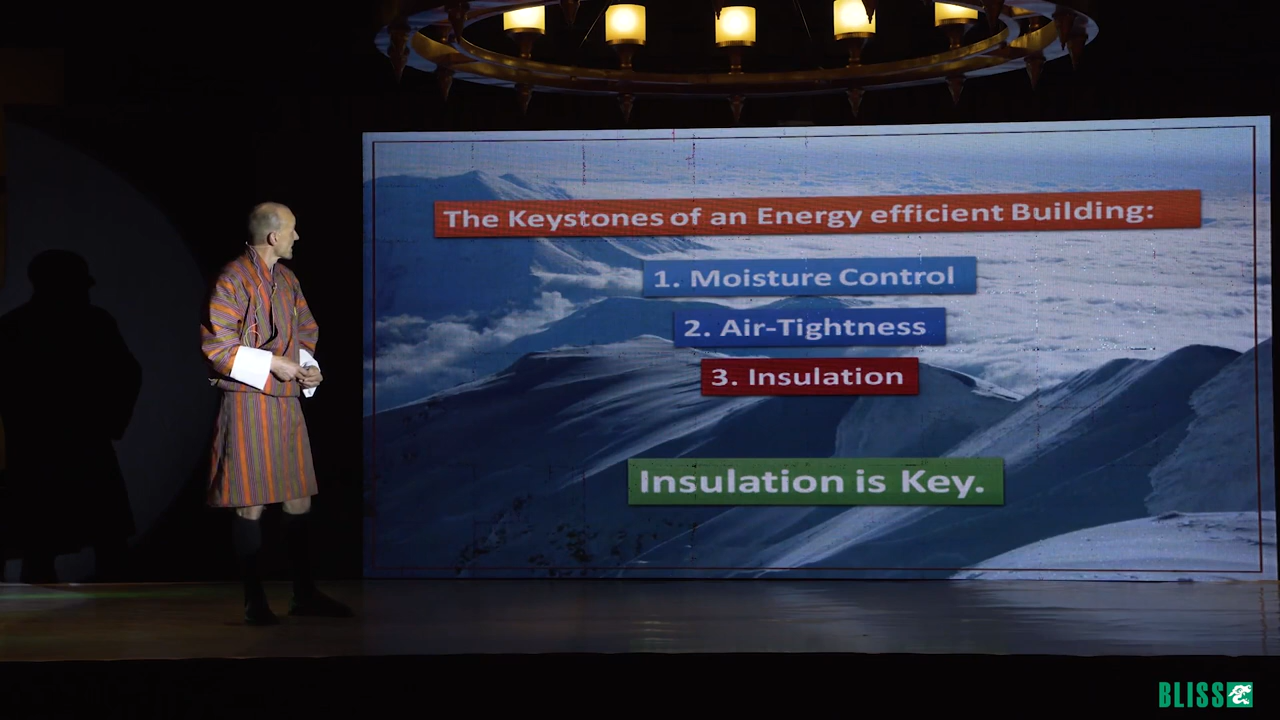 The Keystones of an Energy efficient Building:
1. Moisture Control
2. Air-Tightness
3. Insulation
Insulation is Key.
BLISS